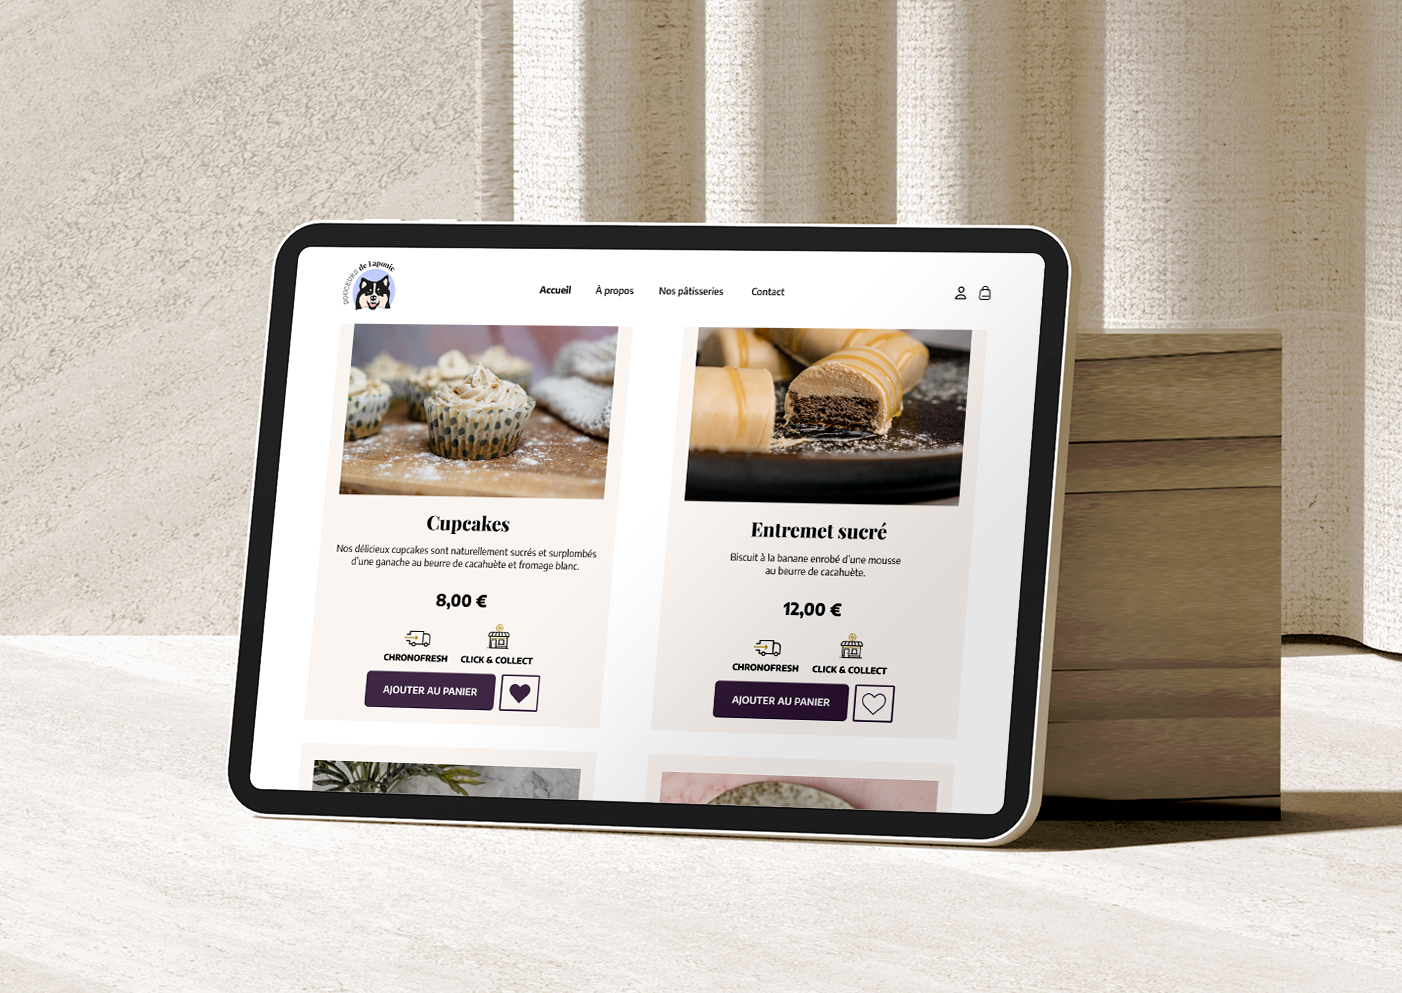 DOUCEURS de Laponie
Accueil
À propos
Nos pâtisseries
Contact
Cupcakes
Nos délicieux cupcakes sont naturellement sucrés et surplombés
d'une ganache au beurre de cacahuète et fromage blanc.
8,00 €
CHRONOFRESH
CLICK & COLLECT
AJOUTER AU PANIER
Entremet sucré
Biscuit à la banane enrobé d'une mousse
au beurre de cacahuète.
12,00 €
CHRONOFRESH
CLICK & COLLECT
AJOUTER AU PANIER